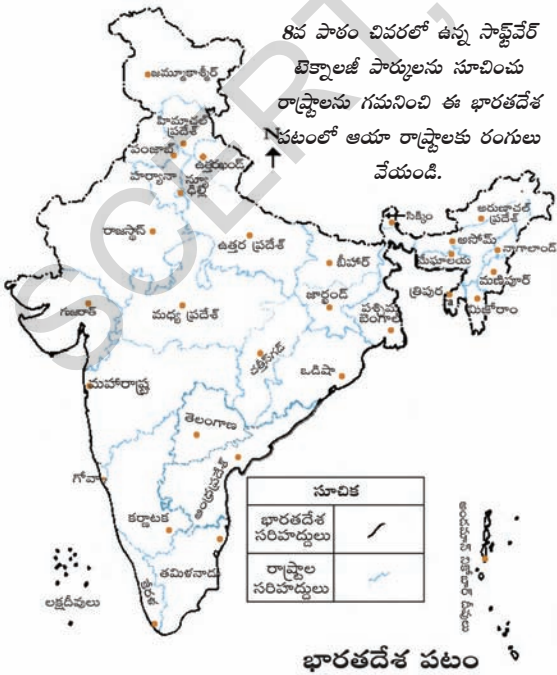 8వ పాఠం చివరలో ఉన్న సాఫ్ట్‌వేర్
టెక్నాలజీ పార్కులను సూచించు
రాష్ట్రాలను గమనించి ఈ భారతదేశ
పటంలో ఆయా రాష్ట్రాలకు రంగులు
వేయండి.
SCERT,
N
జమ్మూకాశ్మీర్
హిమాచల్
ప్రదేశ్
పంజాబ్
ఉత్తరఖండ్
హర్యానా
న్యూ
ఢిల్లీ
రాజస్థాన్
ఉత్తర ప్రదేశ్
సిక్కిం
అరుణాచల్
ప్రదేశ్
అసోమ్
నాగాలాండ్
మేఘాలయ
బీహార్
మణిపూర్
త్రిపుర
మిజోరాం
గుజరాత్
మధ్య ప్రదేశ్
జార్ఖండ్
పశ్చిమ
బెంగాల్
ఛత్తీస్‌గఢ్
ఒడిషా
మహారాష్ట్ర
తెలంగాణ
గోవా
ఆంధ్రప్రదేశ్
కర్ణాటక
తమిళనాడు
కేరళ
లక్షదీవులు
అండమాన్ నికోబార్ దీవులు
సూచిక
భారతదేశ
సరిహద్దులు
రాష్ట్రాల
సరిహద్దులు
భారతదేశ పటం